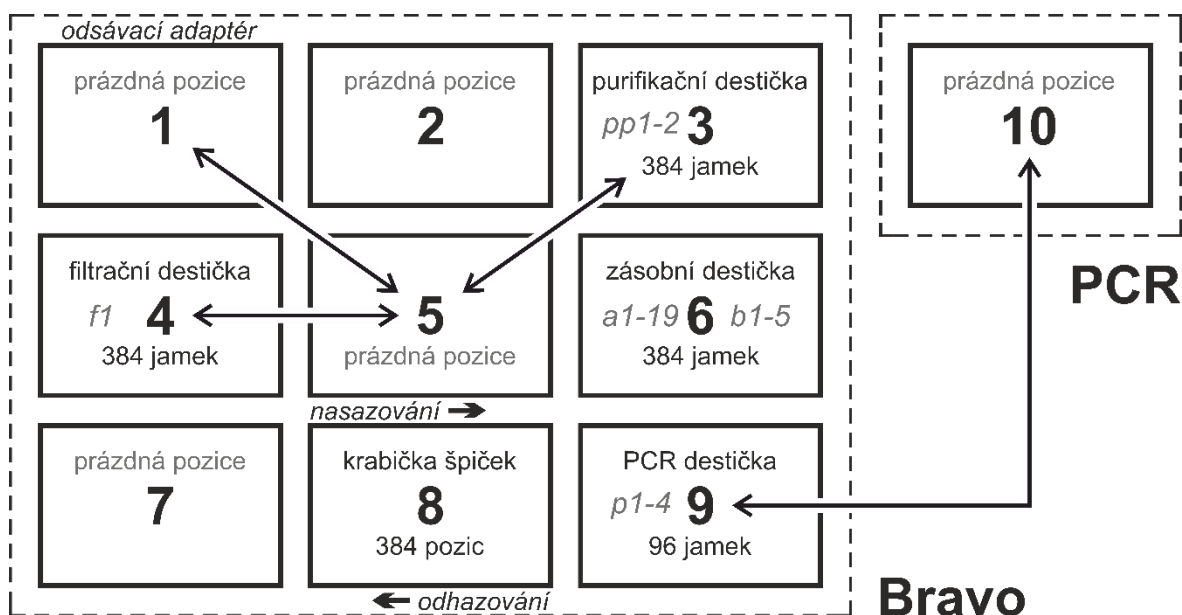 odsávací adaptér
prázdná pozice
1
prázdná pozice
2
purifikační destička
pp1-2 3
384 jamek
prázdná pozice
10
PCR
filtrační destička
f1 4
384 jamek
5
prázdná pozice
zásobní destička
a1-19 6 b1-5
384 jamek
nasazování
prázdná pozice
7
krabička špiček
8
384 pozic
PCR destička
p1-4 9
96 jamek
odhazování
Bravo